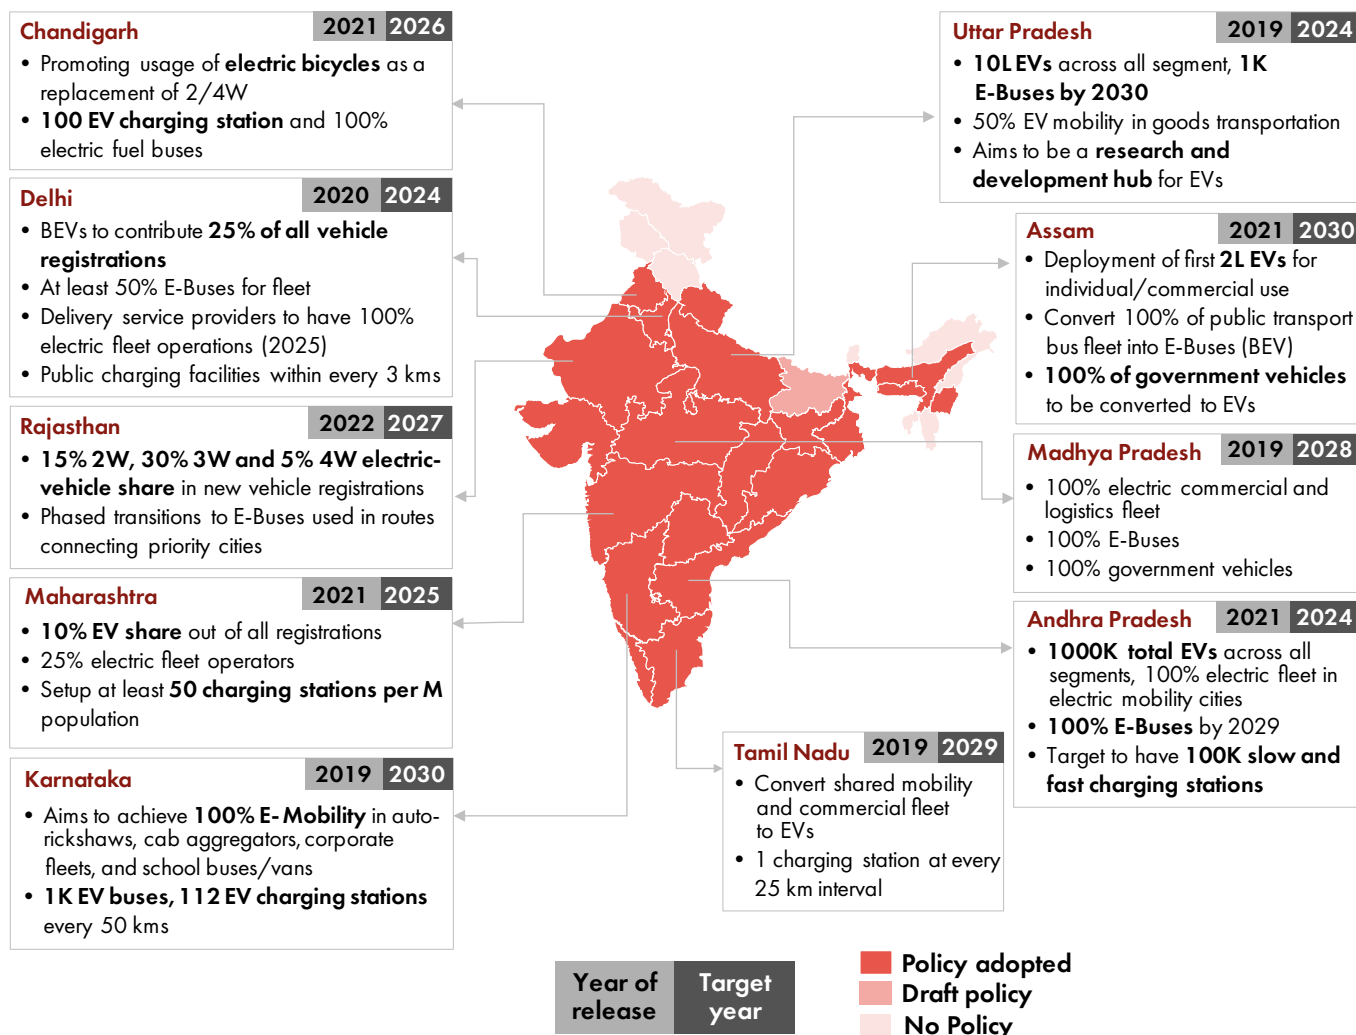 Chandigarh
2021 2026
• Promoting usage of electric bicycles as a
replacement of 2/4W
• 100 EV charging station and 100%
electric fuel buses
Delhi
2020 2024
• BEVs to contribute 25% of all vehicle
registrations
• At least 50% E-Buses for fleet
• Delivery service providers to have 100%
electric fleet operations (2025)
• Public charging facilities within every 3 kms
Rajasthan
2022 2027
• 15% 2W, 30% 3W and 5% 4W electric-
vehicle share in new vehicle registrations
• Phased transitions to E-Buses used in routes
connecting priority cities
Maharashtra
2021 2025
• 10% EV share out of all registrations
• 25% electric fleet operators
• Setup at least 50 charging stations per M
population
Karnataka
2019 2030
• Aims to achieve 100% E-Mobility in auto-
rickshaws, cab aggregators, corporate
fleets, and school buses/vans
• 1K EV buses, 112 EV charging stations
every 50 kms
Uttar Pradesh
2019 2024
• 10L EVs across all segment, 1K
E-Buses by 2030
• 50% EV mobility in goods transportation
• Aims to be a research and
development hub for EVs
Assam
2021 2030
• Deployment of first 2L EVs for
individual/commercial use
• Convert 100% of public transport
bus fleet into E-Buses (BEV)
• 100% of government vehicles
to be converted to EVs
Madhya Pradesh
2019 2028
• 100% electric commercial and
logistics fleet
• 100% E-Buses
• 100% government vehicles
Andhra Pradesh
2021 2024
• 1000K total EVs across all
segments, 100% electric fleet in
electric mobility cities
• 100% E-Buses by 2029
• Target to have 100K slow and
fast charging stations
Tamil Nadu
2019 2029
• Convert shared mobility
and commercial fleet
to EVs
• 1 charging station at every
25 km interval
Year of
release
Target
year
Policy adopted
Draft policy
No Policy